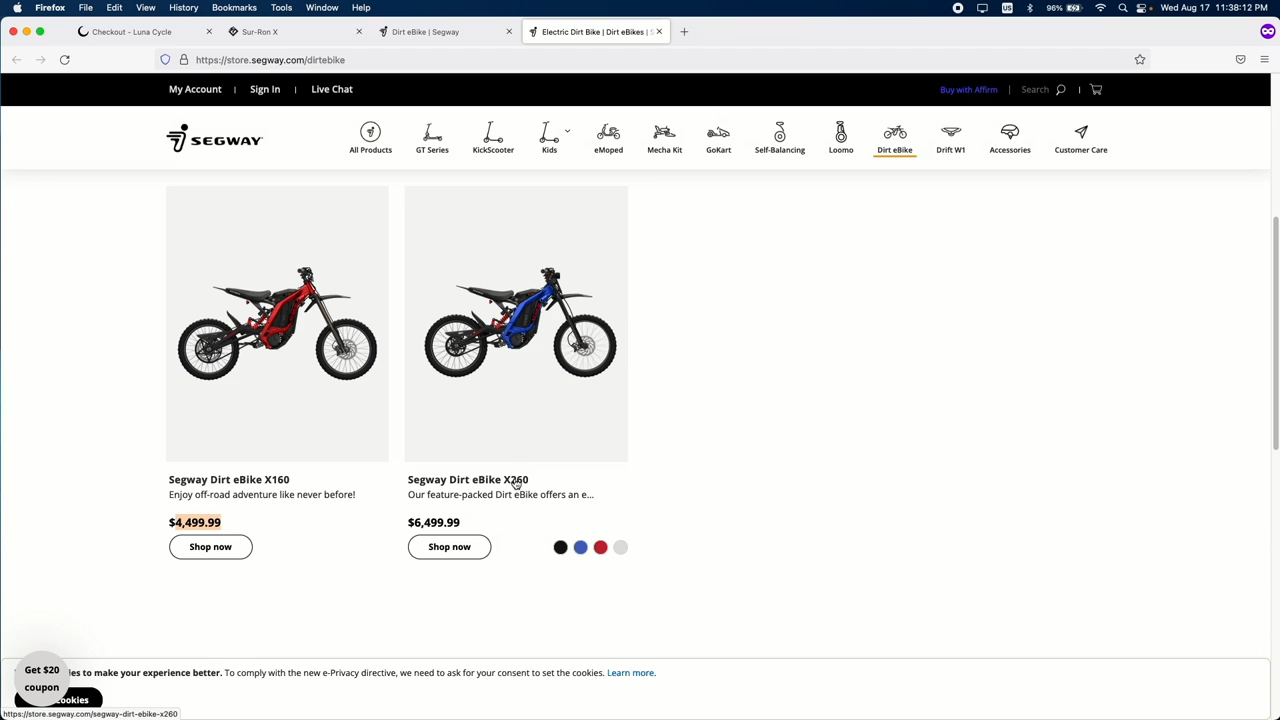 Firefox File Edit View History Bookmarks Tools Window Help
US 96% Wed Aug 17 11:38:12 PM
Checkout - Luna Cycle
Sur-Ron X
Dirt eBike | Segway
Electric Dirt Bike | Dirt eBikes | S
https://store.segway.com/dirtebike
My Account | Sign In | Live Chat
Buy with Affirm | Search |
SEGWAY
All Products
GT Series
KickScooter
Kids
eMoped
Mecha Kit
GoKart
Self-Balancing
Loomo
Dirt eBike
Drift W1
Accessories
Customer Care
Segway Dirt eBike X160
Enjoy off-road adventure like never before!
$4,499.99
Shop now
Segway Dirt eBike X260
Our feature-packed Dirt eBike offers an e...
$6,499.99
Shop now
to make your experience better. To comply with the new e-Privacy directive, we need to ask for your consent to set the cookies. Learn more.
Get $20
coupon
cookies
https://store.segway.com/segway-dirt-ebike-x260